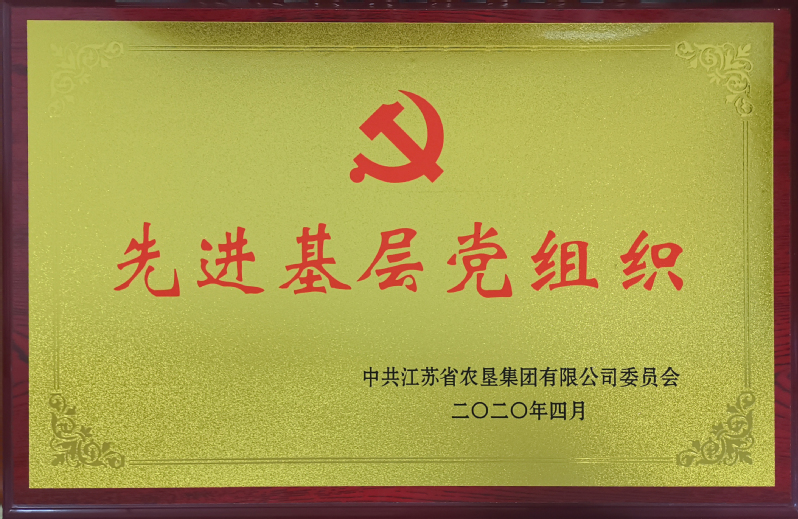 先进基层党组织
中共江苏省农垦集团有限公司委员会
二〇二〇年四月